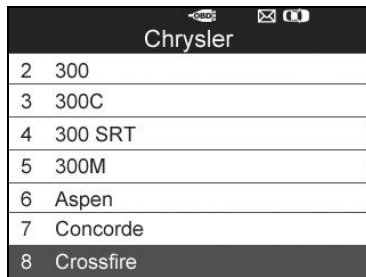 OBD
Chrysler
2 300
3 300C
4 300 SRT
5 300M
6 Aspen
7 Concorde
8 Crossfire